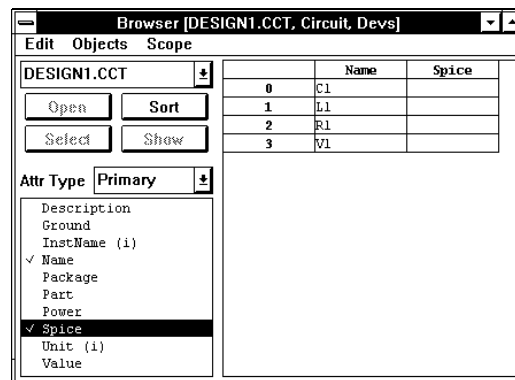 Browser [DESIGN1.CCT, Circuit, Devs]
Edit Objects Scope
DESIGN1.CCT
Open Sort
Select Show
Attr Type Primary
Description
Ground
InstName (i)
√ Name
Package
Part
Power
√ Spice
Unit (i)
Value
Name Spice
0 C1
1 L1
2 R1
3 V1